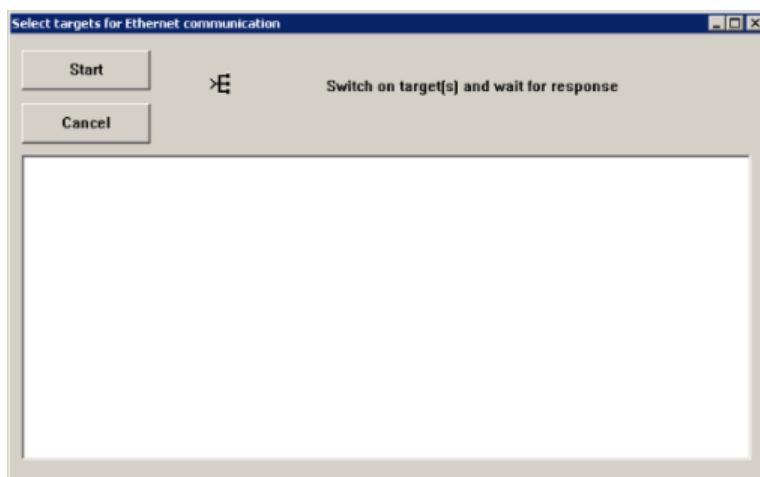 Select targets for Ethernet communication
Start
Switch on target(s) and wait for response
Cancel